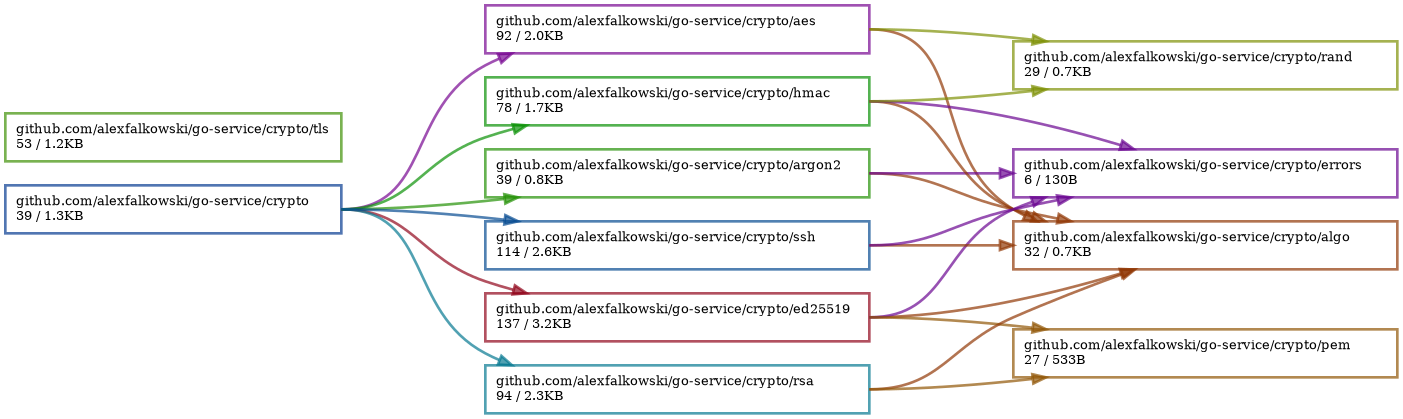 github.com/alexfalkowski/go-service/crypto/tls
53 / 1.2KB
github.com/alexfalkowski/go-service/crypto
39 / 1.3KB
github.com/alexfalkowski/go-service/crypto/aes
92 / 2.0KB
github.com/alexfalkowski/go-service/crypto/hmac
78 / 1.7KB
github.com/alexfalkowski/go-service/crypto/argon2
39 / 0.8KB
github.com/alexfalkowski/go-service/crypto/ssh
114 / 2.6KB
github.com/alexfalkowski/go-service/crypto/ed25519
137 / 3.2KB
github.com/alexfalkowski/go-service/crypto/rsa
94 / 2.3KB
github.com/alexfalkowski/go-service/crypto/rand
29 / 0.7KB
github.com/alexfalkowski/go-service/crypto/errors
6 / 130B
github.com/alexfalkowski/go-service/crypto/algo
32 / 0.7KB
github.com/alexfalkowski/go-service/crypto/pem
27 / 533B